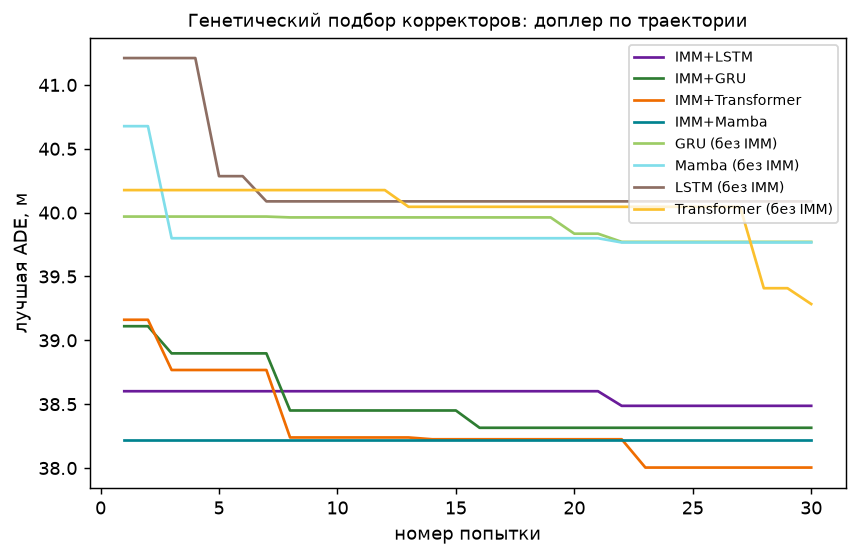 Генетический подбор корректоров: доплер по траектории
лучшая ADE, м
41.0
40.5
40.0
39.5
39.0
38.5
38.0
IMM+LSTM
IMM+GRU
IMM+Transformer
IMM+Mamba
GRU (без IMM)
Mamba (без IMM)
LSTM (без IMM)
Transformer (без IMM)
0 5 10 15 20 25 30
номер попытки